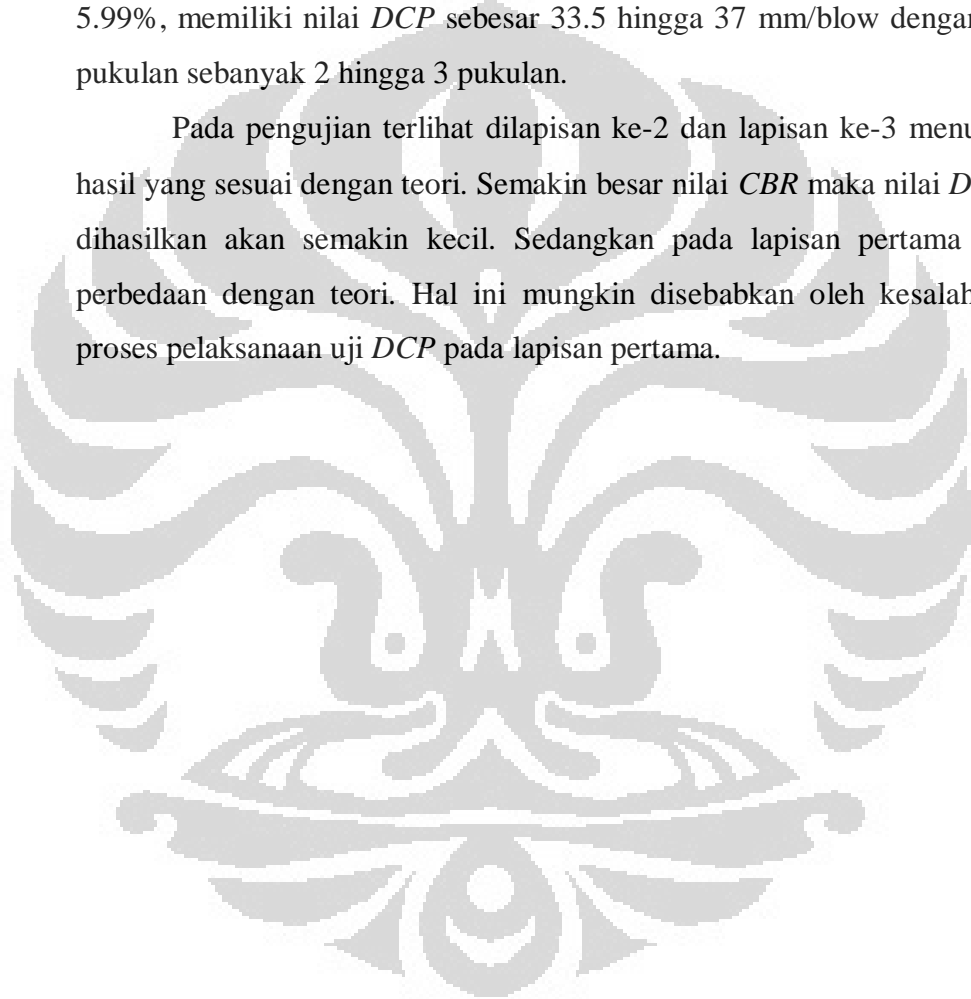 5.99%, memiliki nilai DCP sebesar 33.5 hingga 37 mm/blow dengan
pukulan sebanyak 2 hingga 3 pukulan.
Pada pengujian terlihat dilapisan ke-2 dan lapisan ke-3 menu
hasil yang sesuai dengan teori. Semakin besar nilai CBR maka nilai D
dihasilkan akan semakin kecil. Sedangkan pada lapisan pertama
perbedaan dengan teori. Hal ini mungkin disebabkan oleh kesalah
proses pelaksanaan uji DCP pada lapisan pertama.